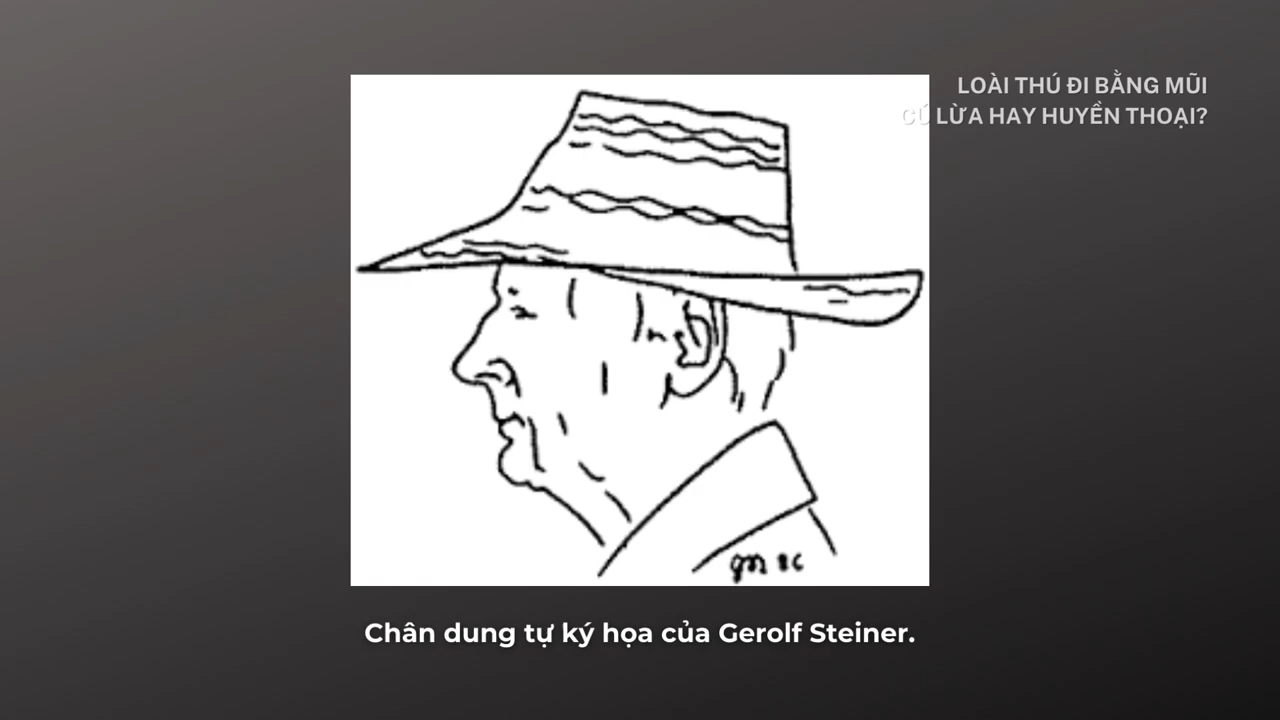 LOÀI THÚ ĐI BẰNG MŨI
CÚ LỪA HAY HUYỀN THOẠI?
Chân dung tự ký họa của Gerolf Steiner.